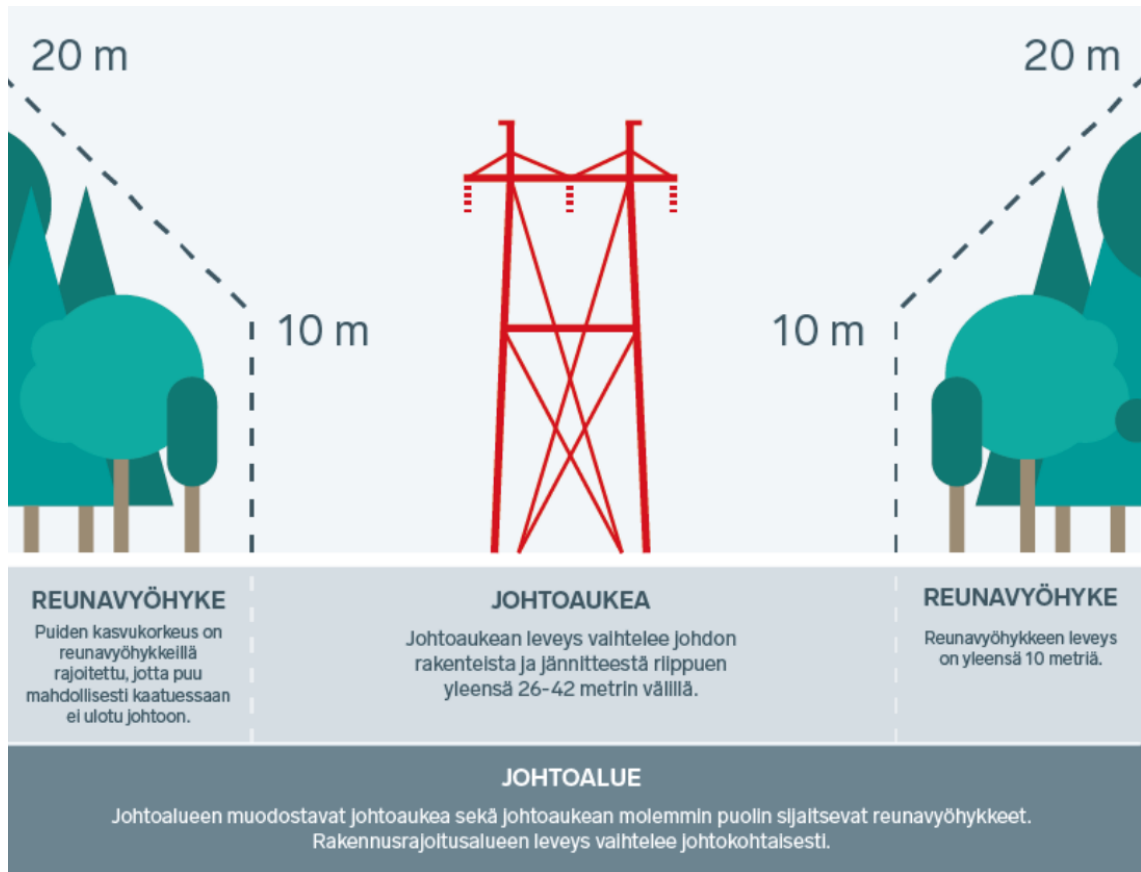 20 m
20 m
10 m
10 m
REUNAVYÖHYKE
Puiden kasvukorkeus on
reunavyöhykkeillä
rajoitettu, jotta puu
mahdollisesti kaatuessaan
ei ulotu johtoon.
JOHTOAUKEA
Johtoaukean leveys vaihtelee johdon
rakenteista ja jännitteestä riippuen
yleensä 26-42 metrin välillä.
REUNAVYÖHYKE
Reunavyöhykkeen leveys
on yleensä 10 metriä.
JOHTOALUE
Johtoalueen muodostavat johtoaukea sekä johtoaukean molemmin puolin sijaitsevat reunavyöhykkeet.
Rakennusrajoitusalueen leveys vaihtelee johtokohtaisesti.